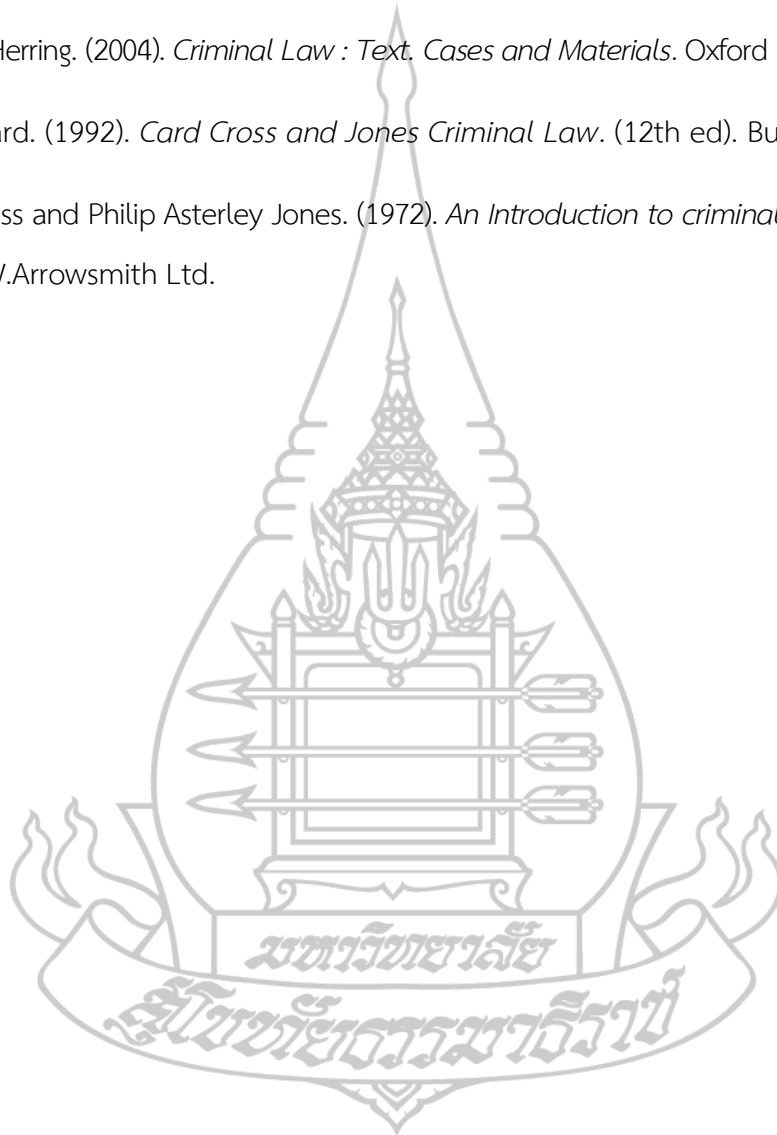 Herring. (2004). Criminal Law : Text. Cases and Materials. Oxford
ard. (1992). Card Cross and Jones Criminal Law. (12th ed). Bu
ss and Philip Asterley Jones. (1972). An Introduction to criminal
W.Arrowsmith Ltd.
มหาวิทยาลัย
สุโขทัยธรรมาธิราช